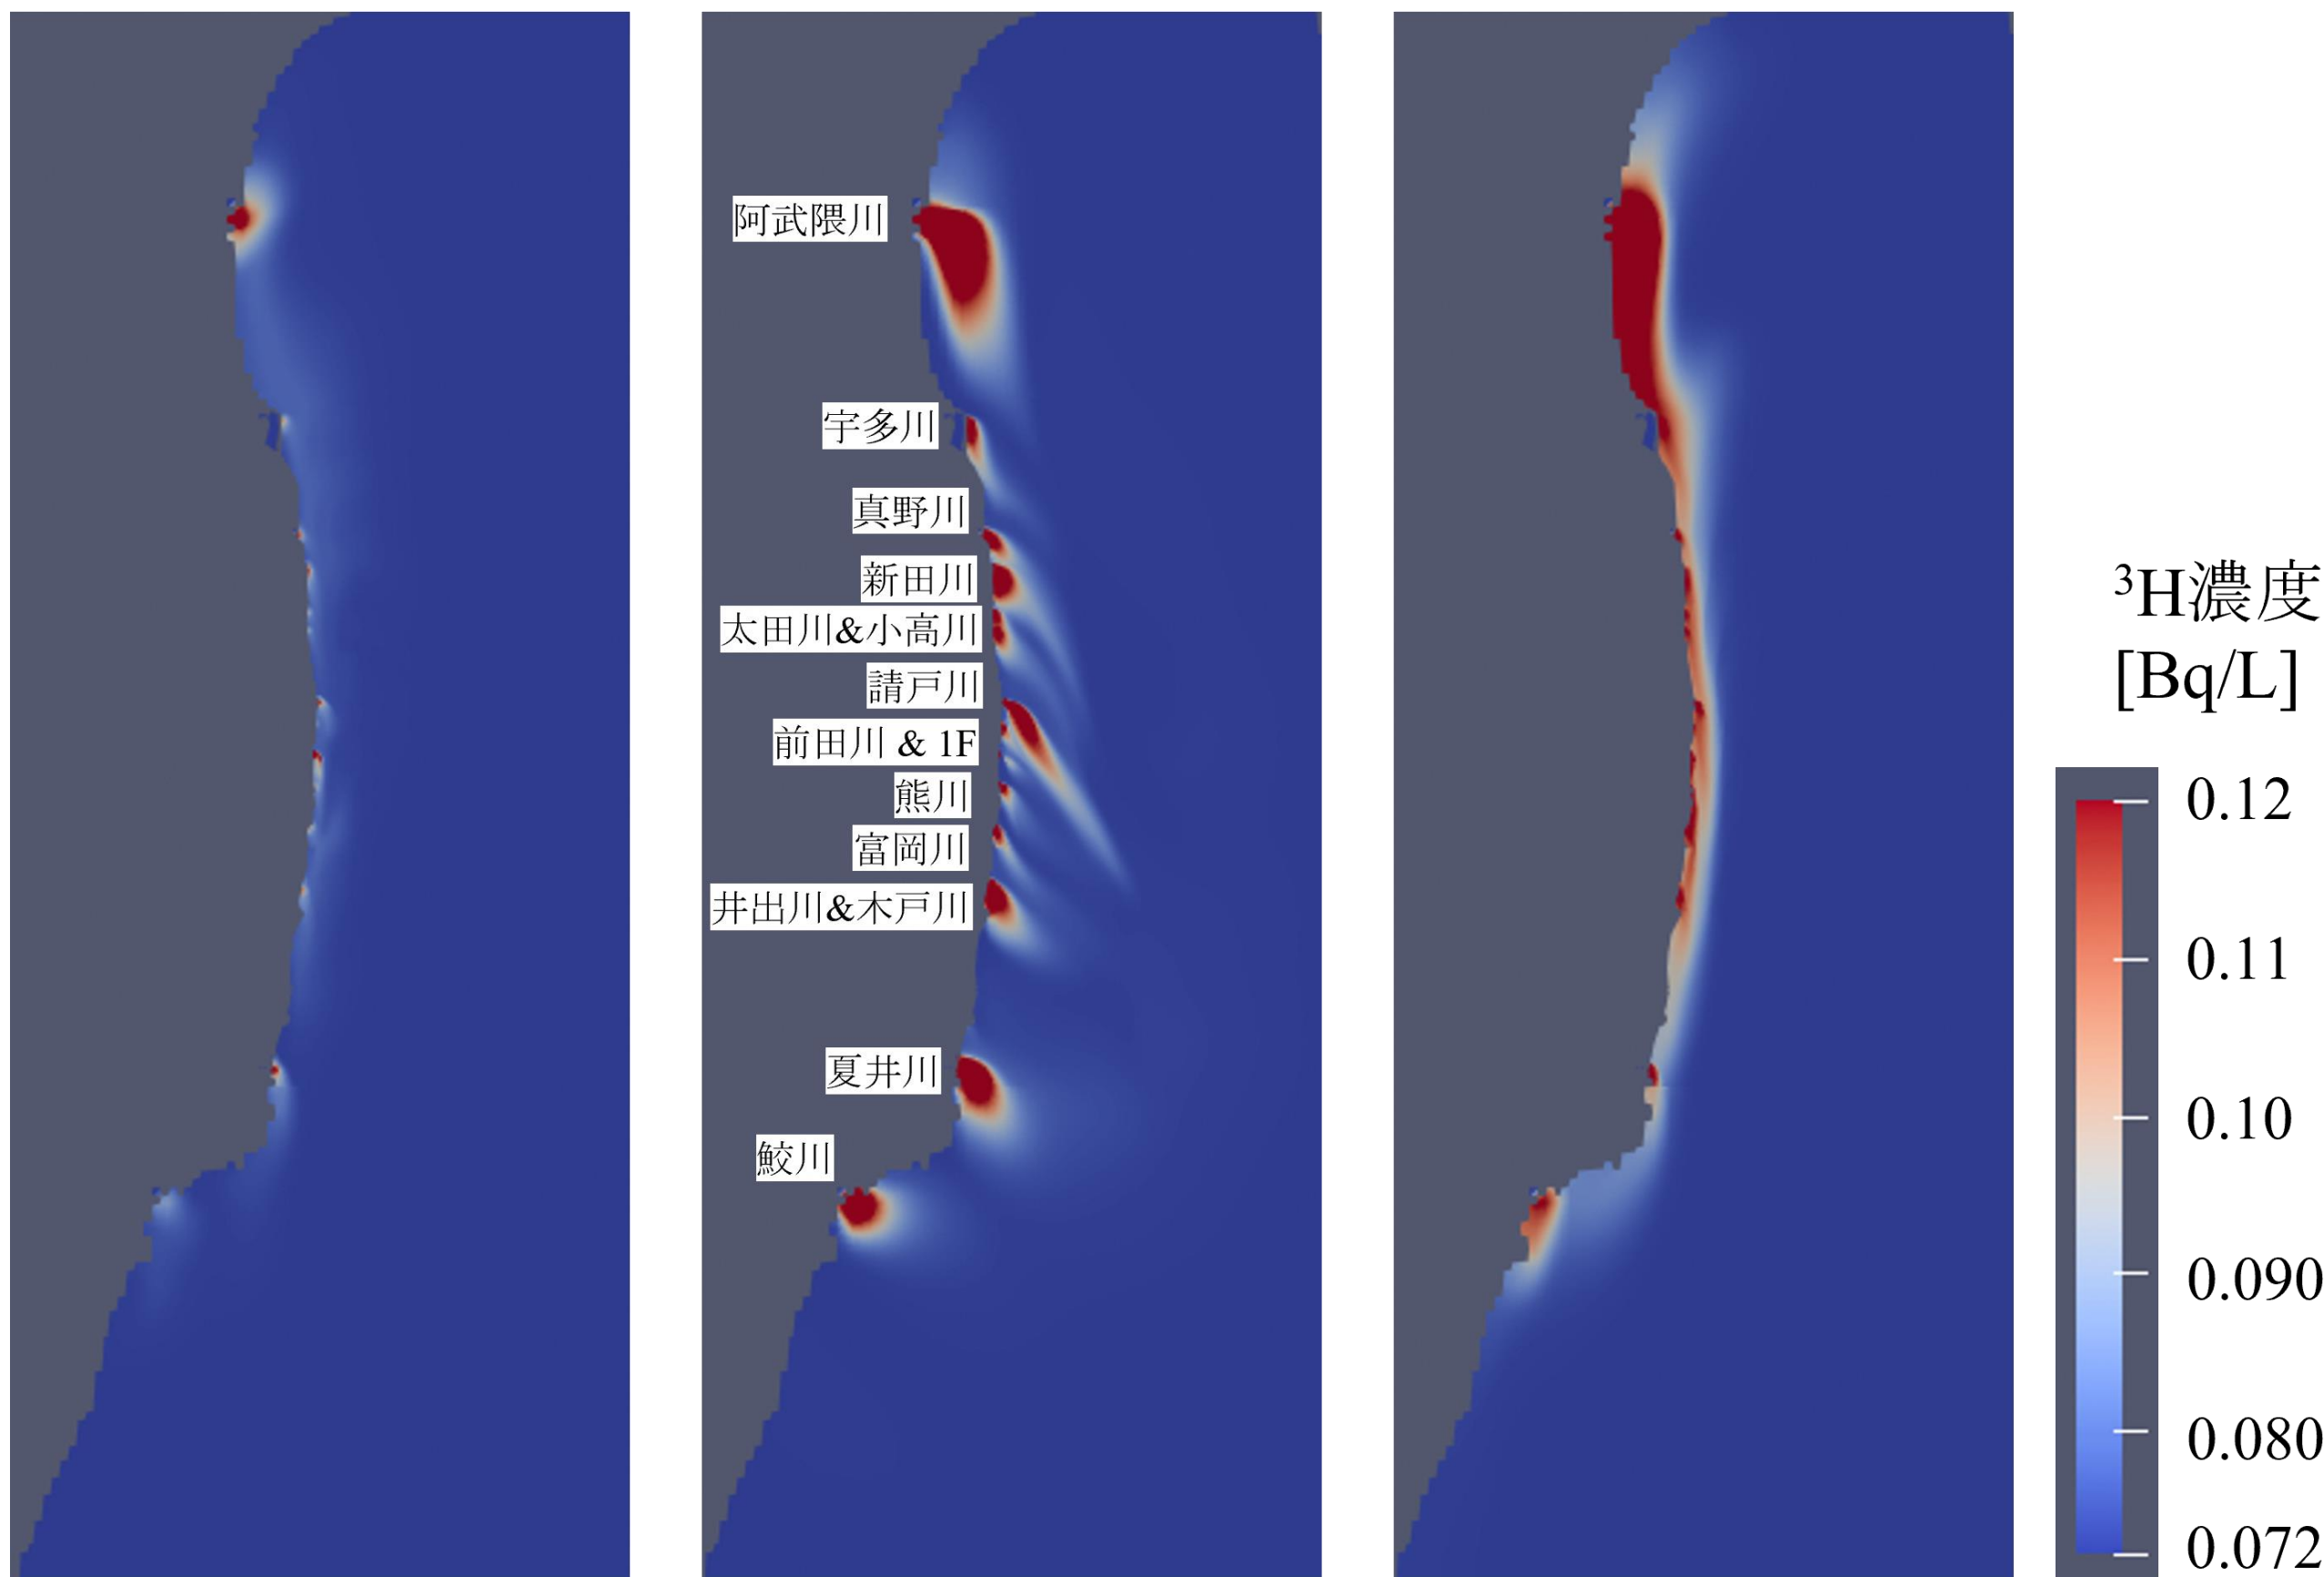 阿武隈川
宇多川
真野川
新田川
太田川&小高川
請戸川
前田川 & 1F
熊川
富岡川
井出川&木戸川
夏井川
鮫川
³H濃度
[Bq/L]
0.12
0.11
0.10
0.090
0.080
0.072